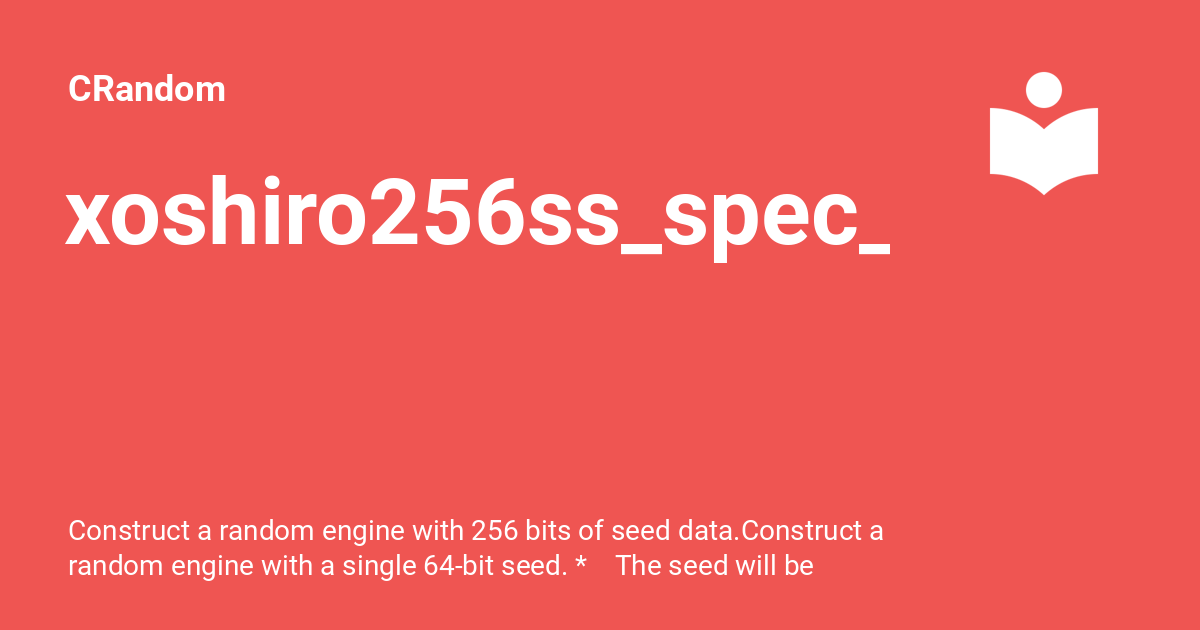 CRandom
xoshiro256ss_spec_
Construct a random engine with 256 bits of seed data.Construct a
random engine with a single 64-bit seed. * The seed will be